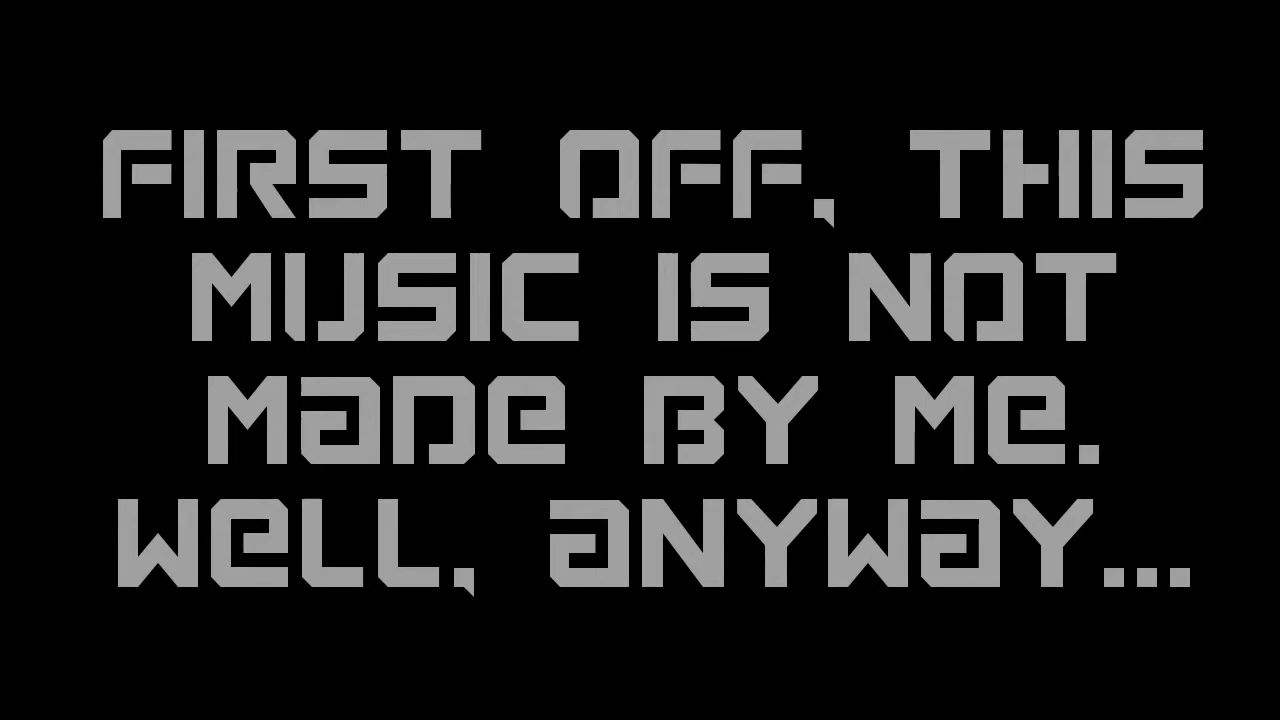 FIRST OFF, THIS
MUSIC IS NOT
MADE BY ME.
WELL, ANYWAY...